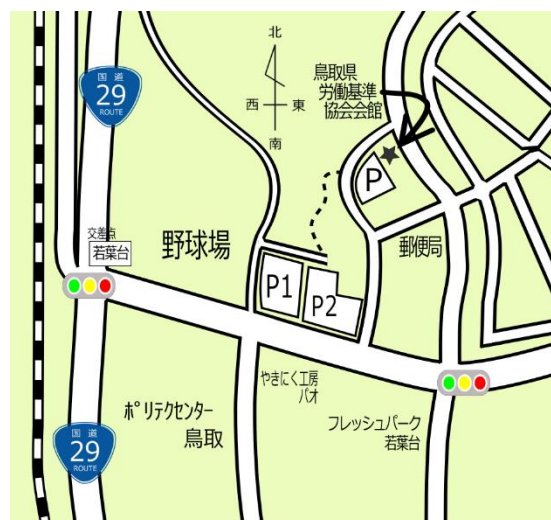 国道
29
ROUTE
北
西 東
南
鳥取県
労働基準
協会会館
P
交差点
若葉台
野球場
郵便局
P1
P2
やきにく工房
バオ
ポリテクセンター
鳥取
フレッシュパーク
若葉台
国道
29
ROUTE